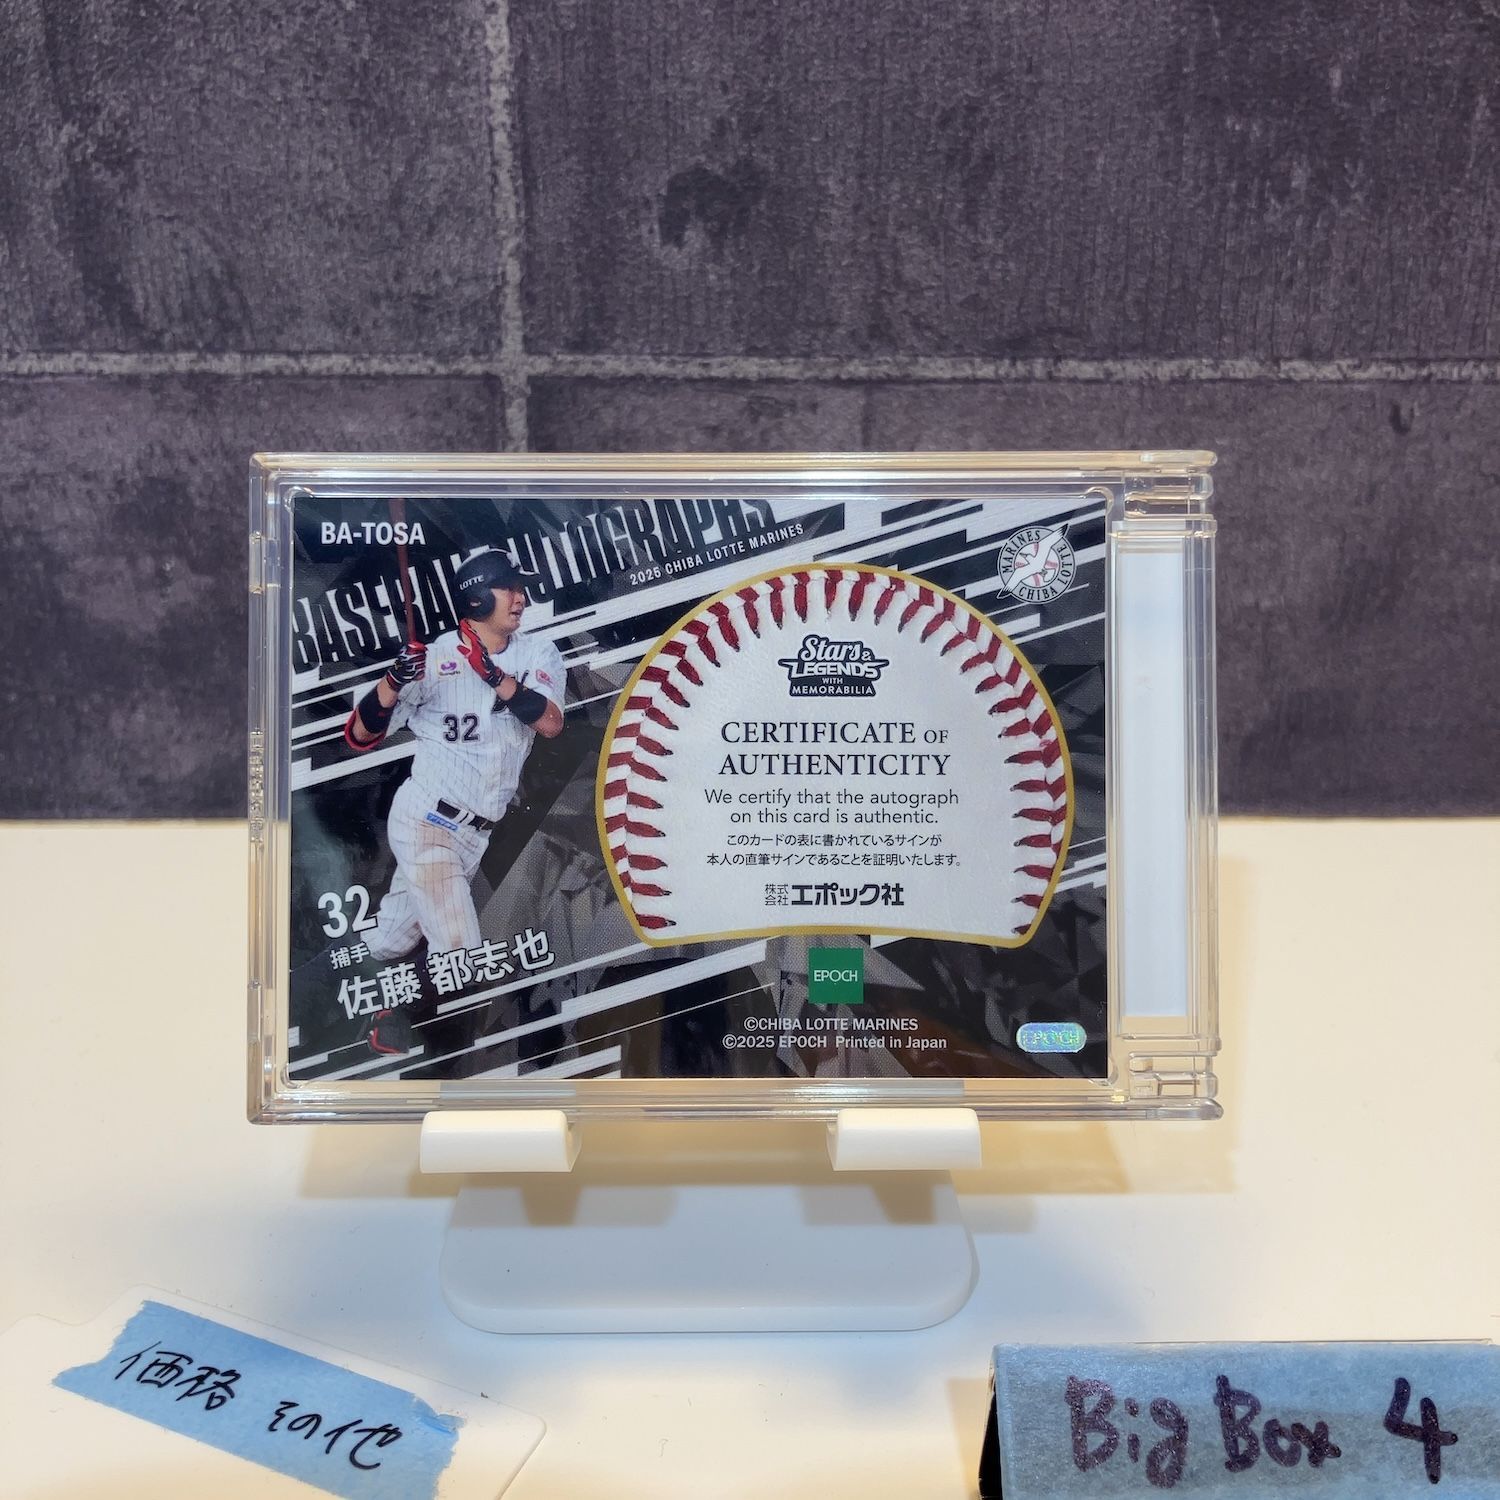 BA-TOSA
BASEBALL AUTOGRAPHS
2025 CHIBA LOTTE MARINES
MARINES
CHIBA LOTTE
LOTTE
32
Stars &
LEGENDS
WITH
MEMORABILIA
CERTIFICATE OF
AUTHENTICITY
We certify that the autograph
on this card is authentic.
このカードの表に書かれているサインが
本人の直筆サインであることを証明いたします。
株式会社 エポック社
32
捕手
佐藤 都志也
EPOCH
©CHIBA LOTTE MARINES
©2025 EPOCH Printed in Japan
EPOCH
価格 その他
Big Box 4